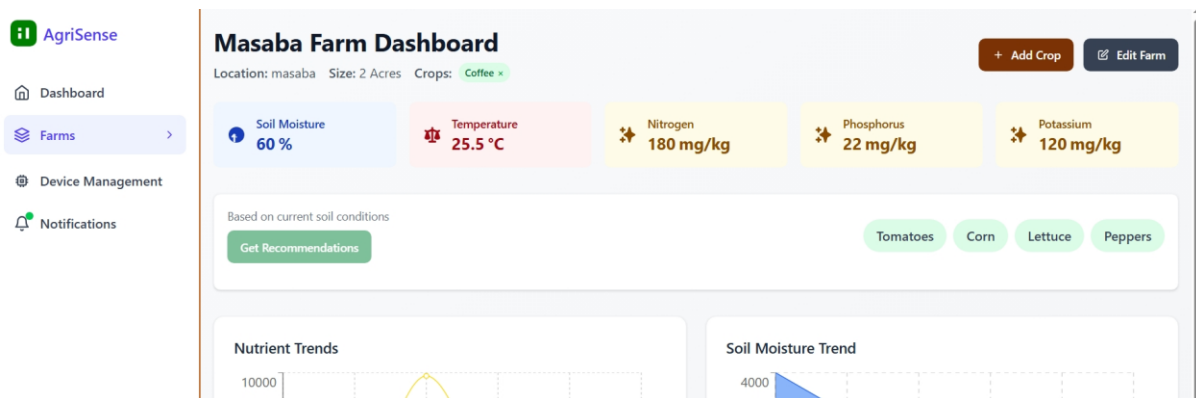 AgriSense
Dashboard
Farms
Device Management
Notifications
Masaba Farm Dashboard
Location: masaba Size: 2 Acres Crops: Coffee ×
+ Add Crop
Edit Farm
Soil Moisture
60 %
Temperature
25.5 °C
Nitrogen
180 mg/kg
Phosphorus
22 mg/kg
Potassium
120 mg/kg
Based on current soil conditions
Get Recommendations
Tomatoes Corn Lettuce Peppers
Nutrient Trends
10000
Soil Moisture Trend
4000